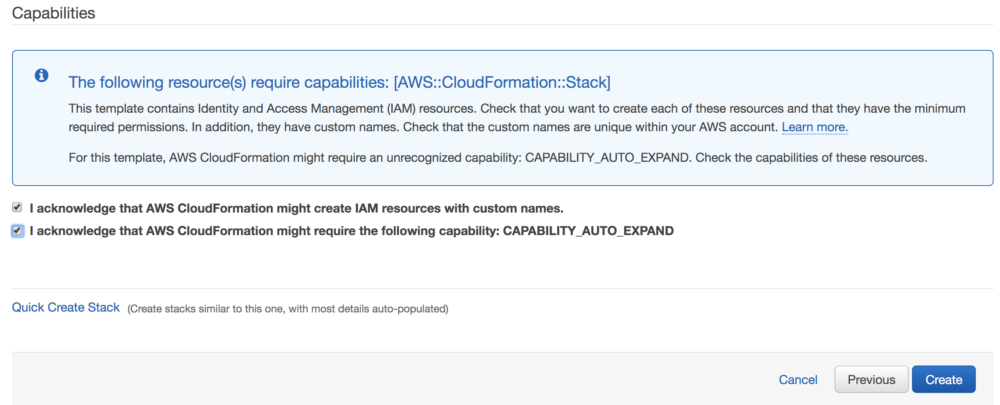 Capabilities
The following resource(s) require capabilities: [AWS::CloudFormation::Stack]
This template contains Identity and Access Management (IAM) resources. Check that you want to create each of these resources and that they have the minimum
required permissions. In addition, they have custom names. Check that the custom names are unique within your AWS account. Learn more.
For this template, AWS CloudFormation might require an unrecognized capability: CAPABILITY_AUTO_EXPAND. Check the capabilities of these resources.
I acknowledge that AWS CloudFormation might create IAM resources with custom names.
I acknowledge that AWS CloudFormation might require the following capability: CAPABILITY_AUTO_EXPAND
Quick Create Stack (Create stacks similar to this one, with most details auto-populated)
Cancel Previous Create